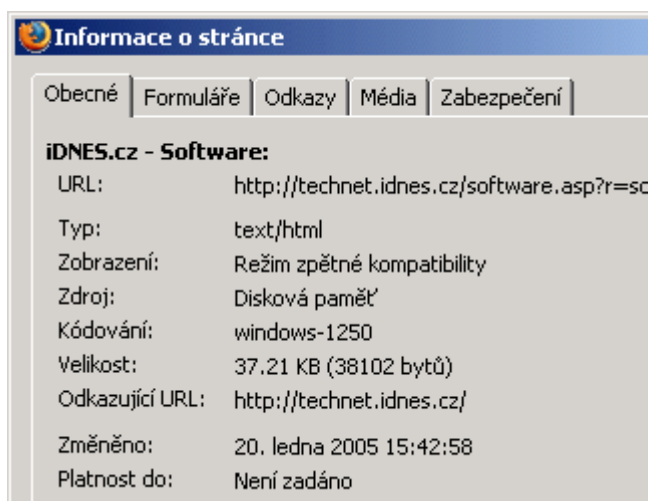 Informace o stránce
Obecné Formuláře Odkazy Média Zabezpečení
iDNES.cz - Software:
URL: http://technet.idnes.cz/software.asp?r=so
Typ: text/html
Zobrazení: Režim zpětné kompatibility
Zdroj: Disková paměť
Kódování: windows-1250
Velikost: 37.21 KB (38102 bytů)
Odkazující URL: http://technet.idnes.cz/
Změněno: 20. ledna 2005 15:42:58
Platnost do: Není zadáno